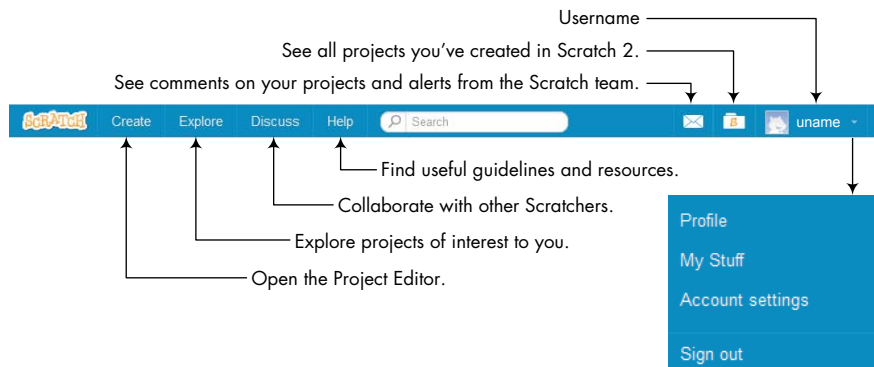 Username
See all projects you've created in Scratch 2.
See comments on your projects and alerts from the Scratch team.
SCRATCH Create Explore Discuss Help Search uname
Find useful guidelines and resources.
Collaborate with other Scratchers.
Explore projects of interest to you.
Open the Project Editor.
Profile
My Stuff
Account settings
Sign out